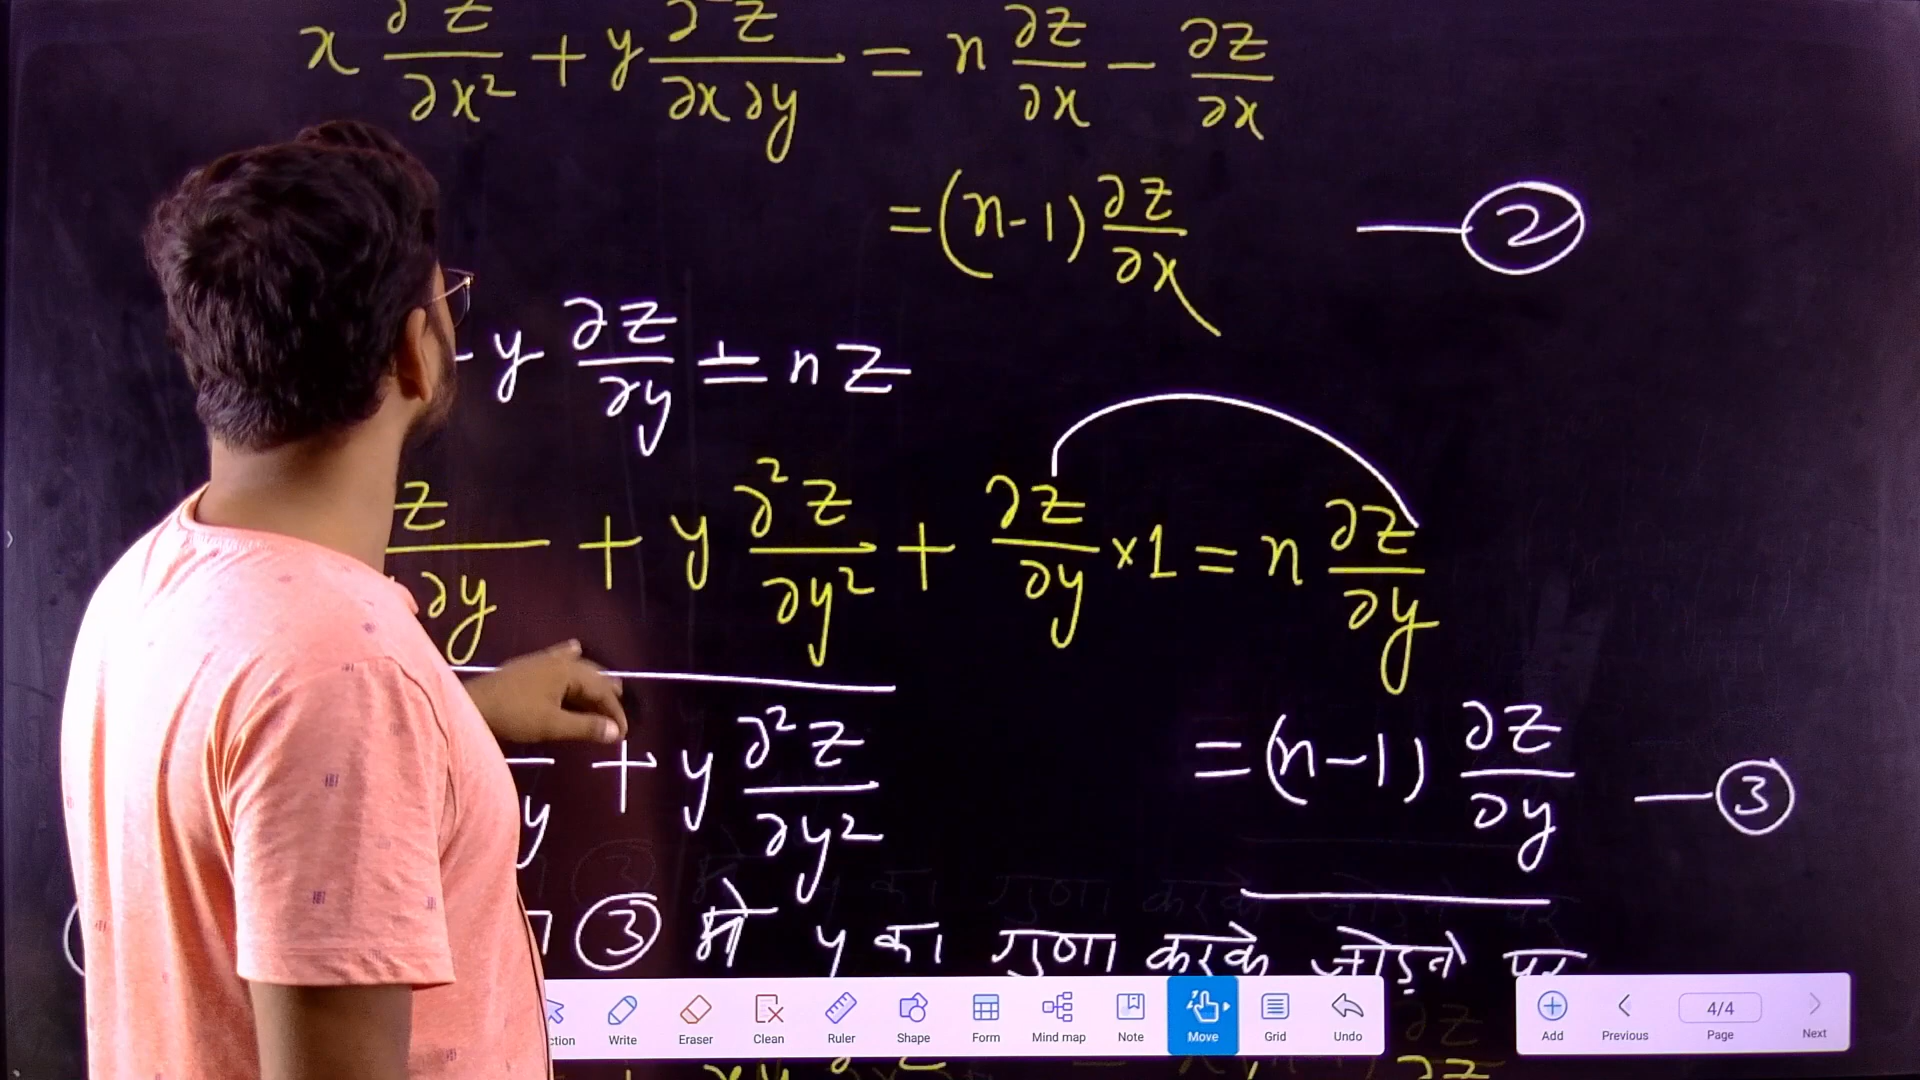 x ∂²z/∂x² + y ∂²z/∂x∂y = n ∂z/∂x − ∂z/∂x
= (n-1) ∂z/∂x — ②
y ∂z/∂y = nz
z/∂y + y ∂²z/∂y² + ∂z/∂y ×1 = n ∂z/∂y
y + y ∂²z/∂y² = (n-1) ∂z/∂y — ③
③ में y का गुणा करके जोड़ने पर
Write Eraser Clean Ruler Shape Form Mind map Note Move Grid Undo Add Previous 4/4 Page Next